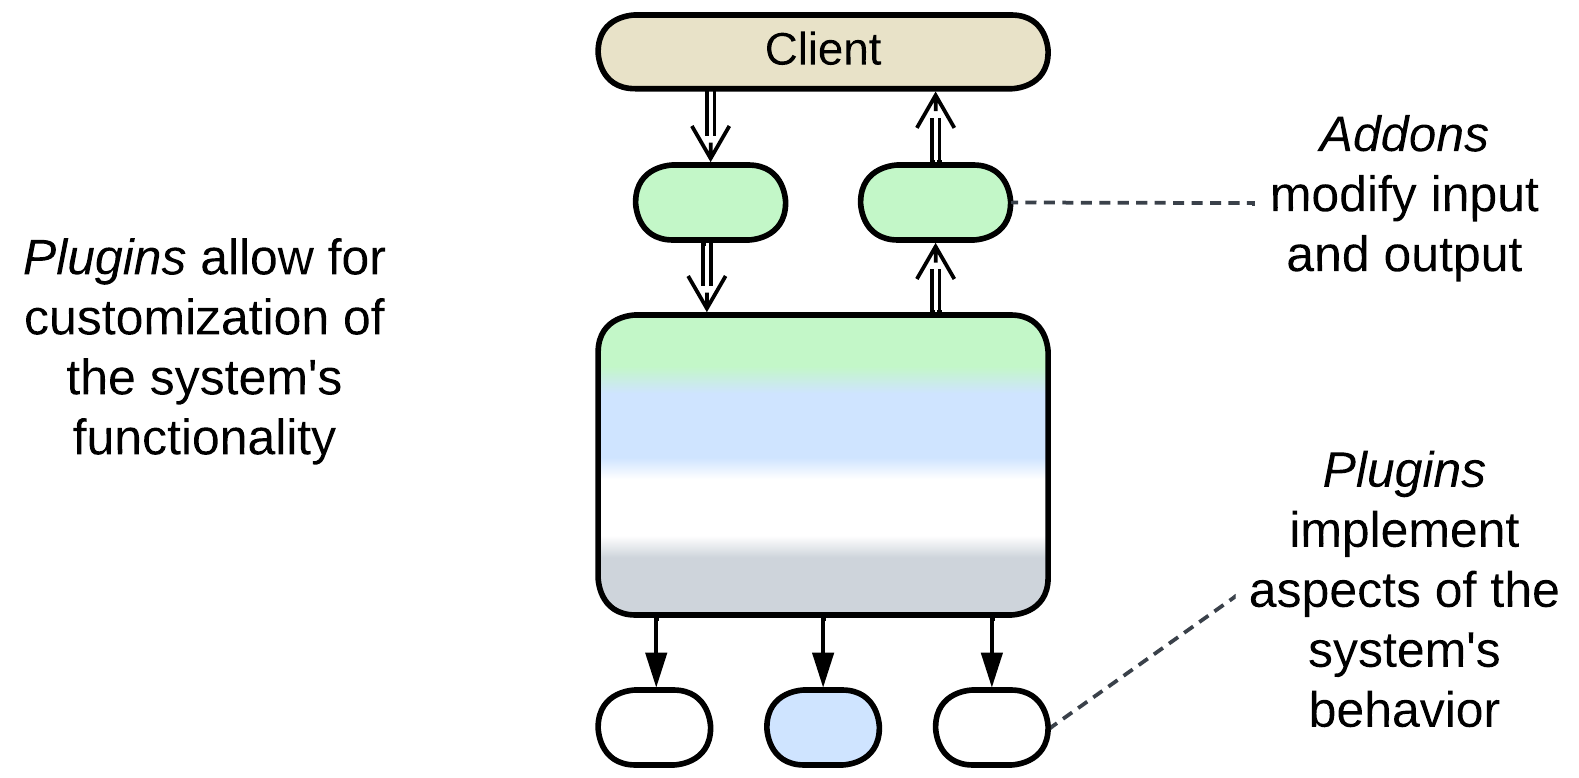 Client
Addons
modify input
and output
Plugins allow for
customization of
the system's
functionality
Plugins
implement
aspects of the
system's
behavior